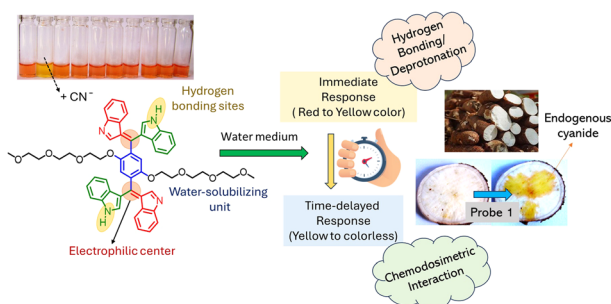 + CN⁻
Hydrogen
bonding sites
N
H
N
O
O
O
O
O
O
O
O
Water-solubilizing
unit
N
H
N
Electrophilic center
Water medium
Immediate
Response
( Red to Yellow color)
Time-delayed
Response
(Yellow to colorless)
Hydrogen
Bonding/
Deprotonation
Endogenous
cyanide
Probe 1
Chemodosimetric
Interaction